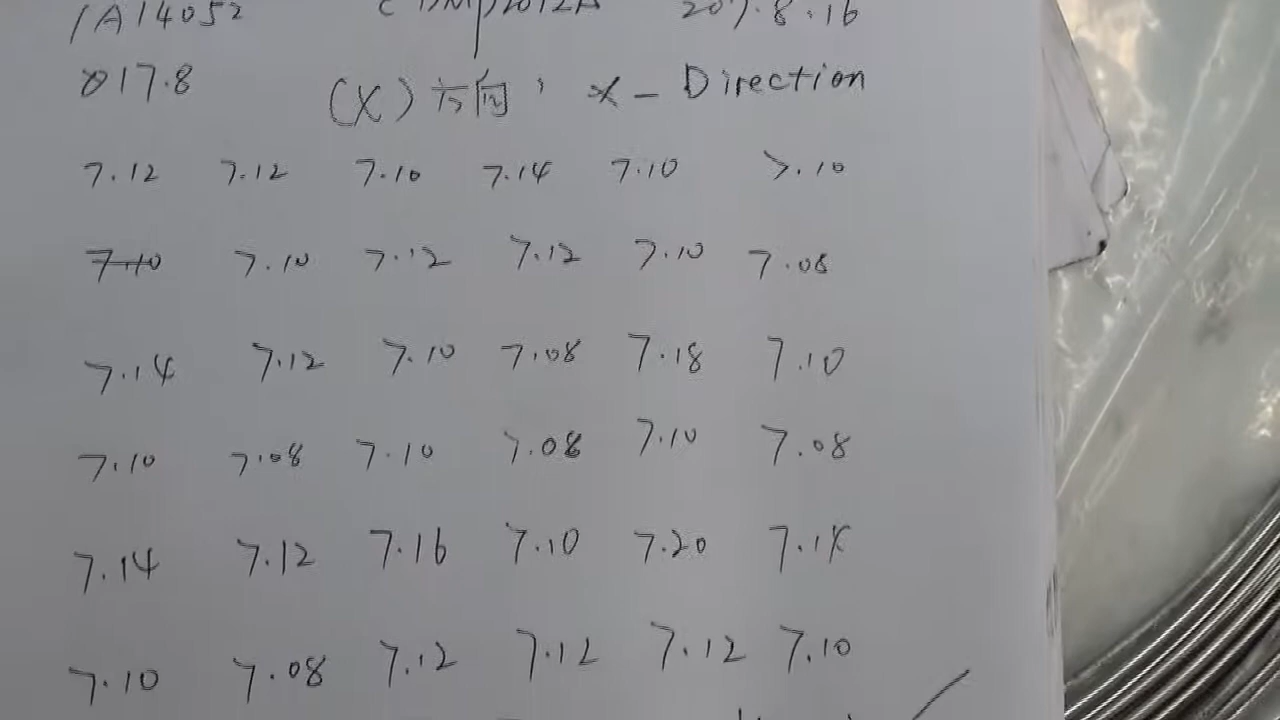 1A14052 2017.8.16
2017.8 (X)方向, x-Direction
7.12 7.12 7.10 7.14 7.10 7.10
7.10 7.10 7.12 7.12 7.10 7.08
7.14 7.12 7.10 7.08 7.18 7.10
7.10 7.08 7.10 7.08 7.10 7.08
7.14 7.12 7.16 7.10 7.20 7.18
7.10 7.08 7.12 7.12 7.12 7.10